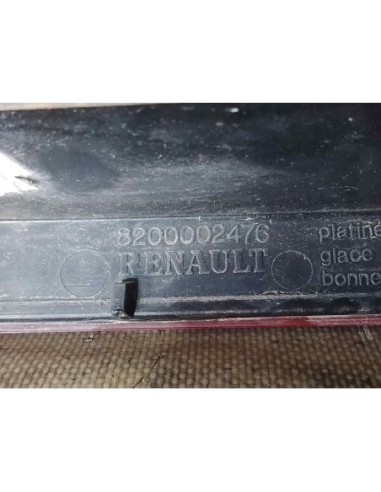 8200002476
RENAULT
platine
glace
bonne